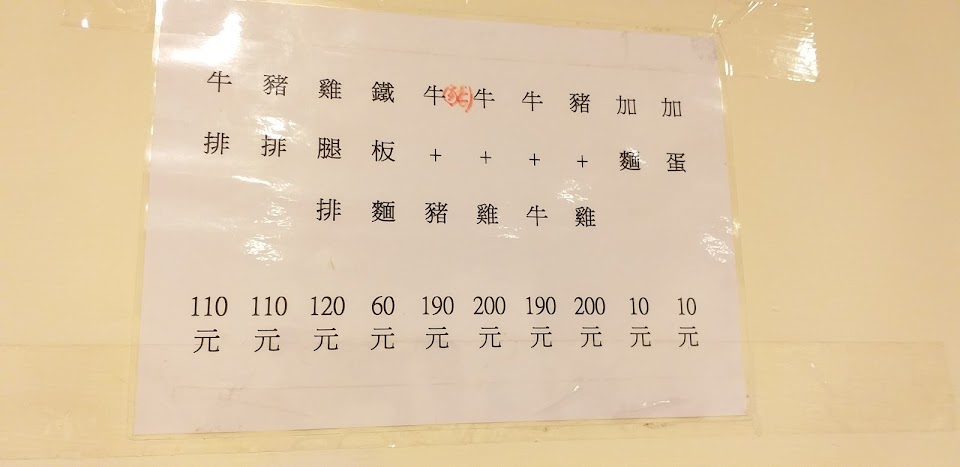 牛排 110元
豬排 110元
雞腿排 120元
鐵板麵 60元
牛+豬 190元
牛+雞 200元
牛+牛 190元
豬+雞 200元
加麵 10元
加蛋 10元